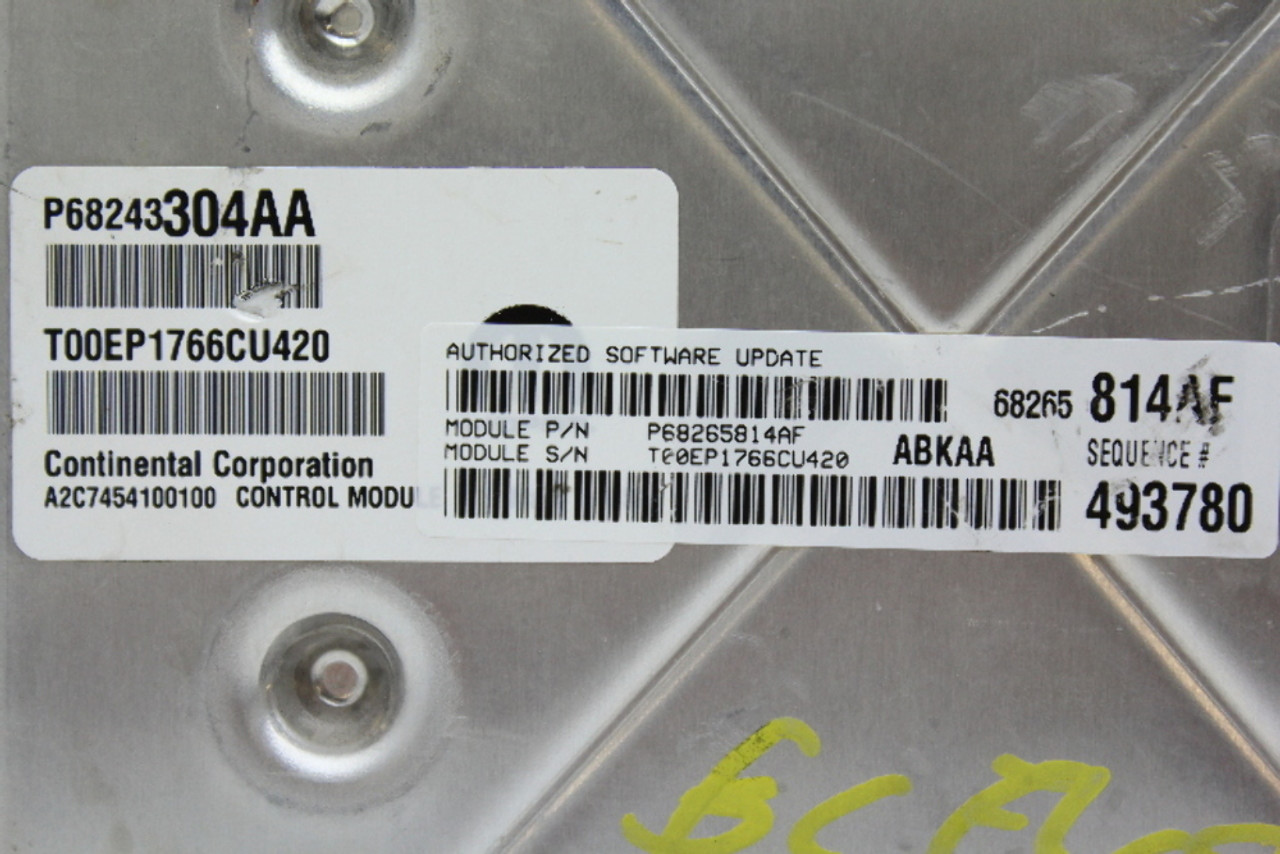 P68243304AA
T00EP1766CU420
Continental Corporation
A2C7454100100 CONTROL MODU
AUTHORIZED SOFTWARE UPDATE
68265 814AF
MODULE P/N P68265814AF
MODULE S/N T00EP1766CU420
ABKAA
SEQUENCE #
493780